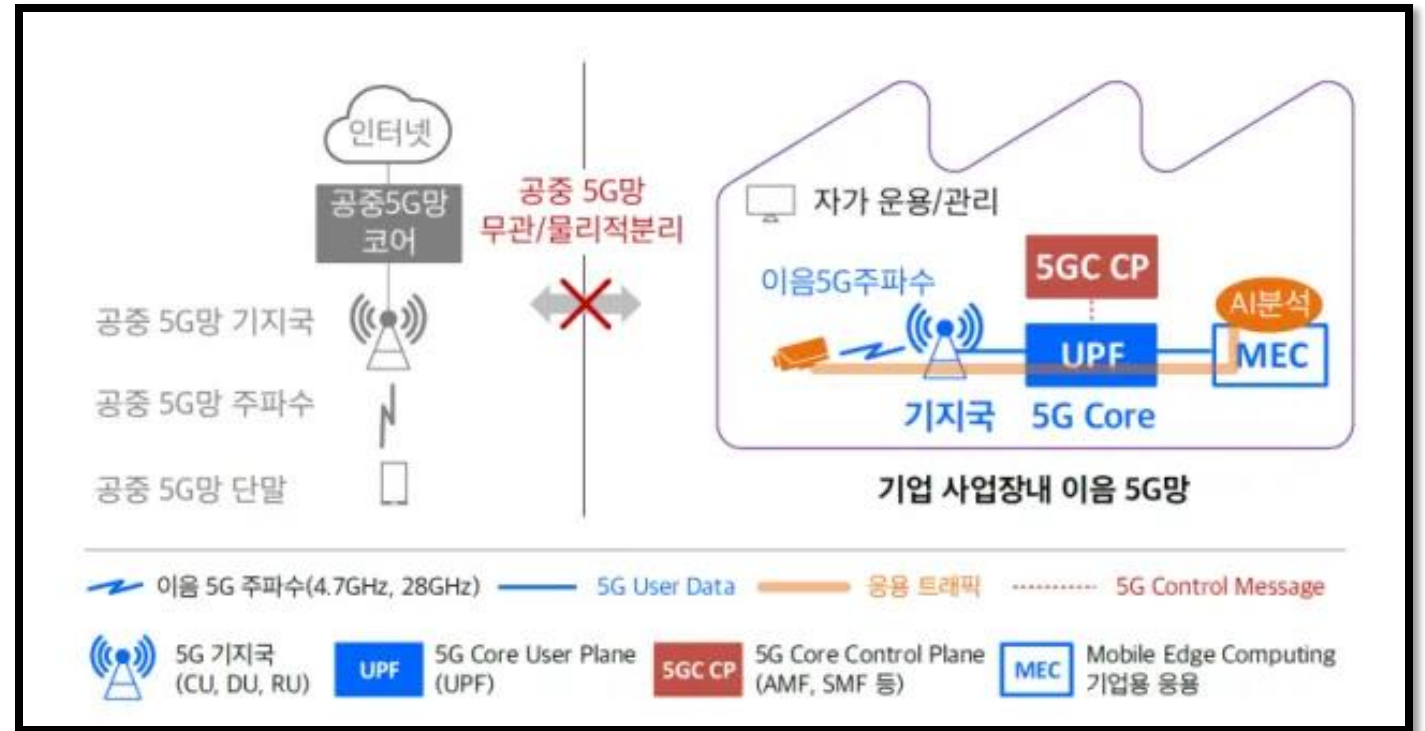 인터넷
공중5G망
코어
공중 5G망 기지국
공중 5G망 주파수
공중 5G망 단말
공중 5G망
무관/물리적분리
자가 운용/관리
이음5G주파수
5GC CP
AI분석
UPF
MEC
기지국
5G Core
기업 사업장내 이음 5G망
이음 5G 주파수(4.7GHz, 28GHz)
5G User Data
응용 트래픽
5G Control Message
5G 기지국
(CU, DU, RU)
UPF
5G Core User Plane
(UPF)
5GC CP
5G Core Control Plane
(AMF, SMF 등)
MEC
Mobile Edge Computing
기업용 응용